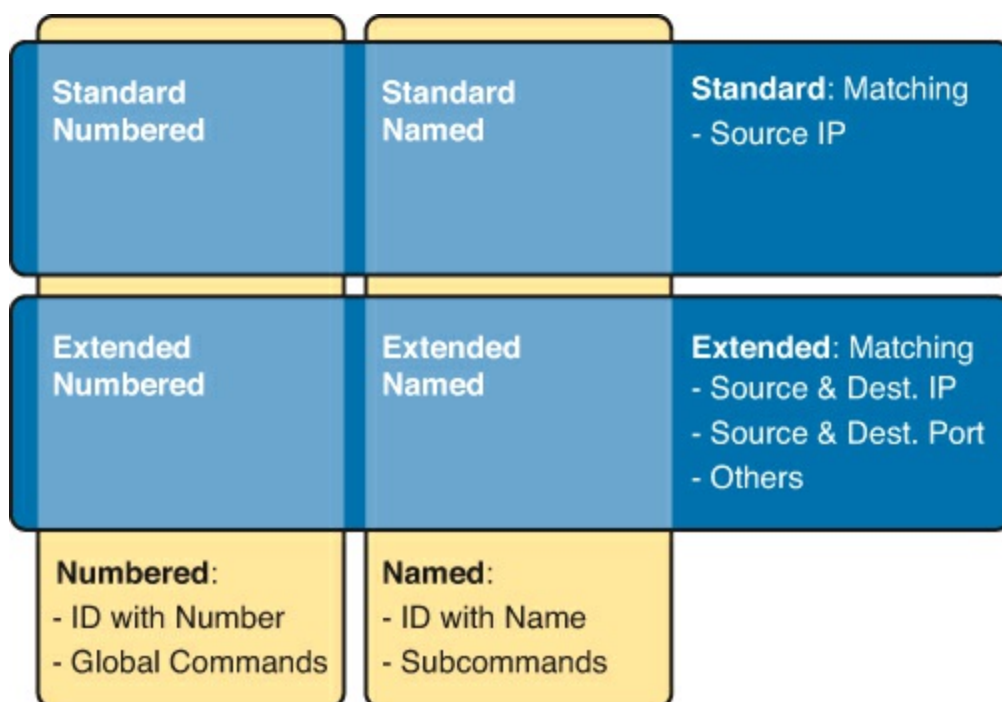 Standard
Numbered
Standard
Named
Standard: Matching
- Source IP
Extended
Numbered
Extended
Named
Extended: Matching
- Source & Dest. IP
- Source & Dest. Port
- Others
Numbered:
- ID with Number
- Global Commands
Named:
- ID with Name
- Subcommands